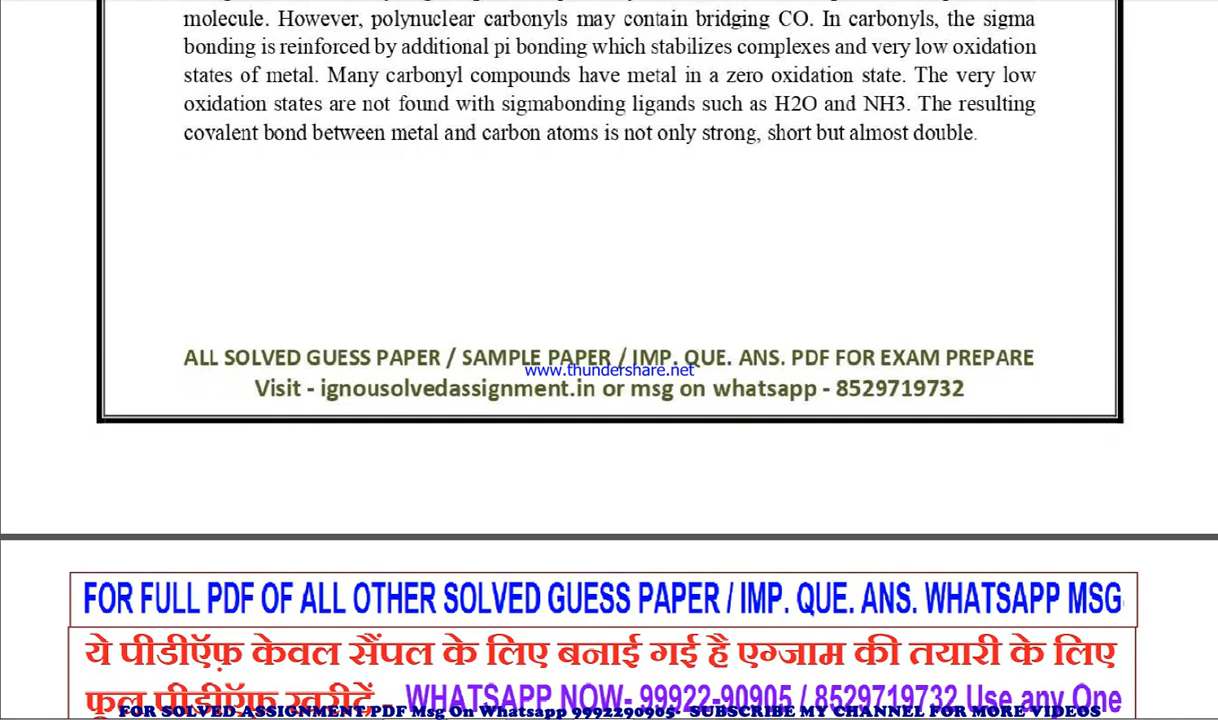 molecule. However, polynuclear carbonyls may contain bridging CO. In carbonyls, the sigma
bonding is reinforced by additional pi bonding which stabilizes complexes and very low oxidation
states of metal. Many carbonyl compounds have metal in a zero oxidation state. The very low
oxidation states are not found with sigmabonding ligands such as H2O and NH3. The resulting
covalent bond between metal and carbon atoms is not only strong, short but almost double.
ALL SOLVED GUESS PAPER / SAMPLE PAPER / IMP. QUE. ANS. PDF FOR EXAM PREPARE
www.thundershare.net
Visit - ignousolvedassignment.in or msg on whatsapp - 8529719732
FOR FULL PDF OF ALL OTHER SOLVED GUESS PAPER / IMP. QUE. ANS. WHATSAPP MSG
ये पीडीऍफ़ केवल सैंपल के लिए बनाई गई है एग्जाम की तयारी के लिए
फुल पीडीऍफ़ खरीदें - WHATSAPP NOW- 99922-90905 / 8529719732 Use any One
FOR SOLVED ASSIGNMENT PDF Msg On Whatsapp 9992290905- SUBSCRIBE MY CHANNEL FOR MORE VIDEOS